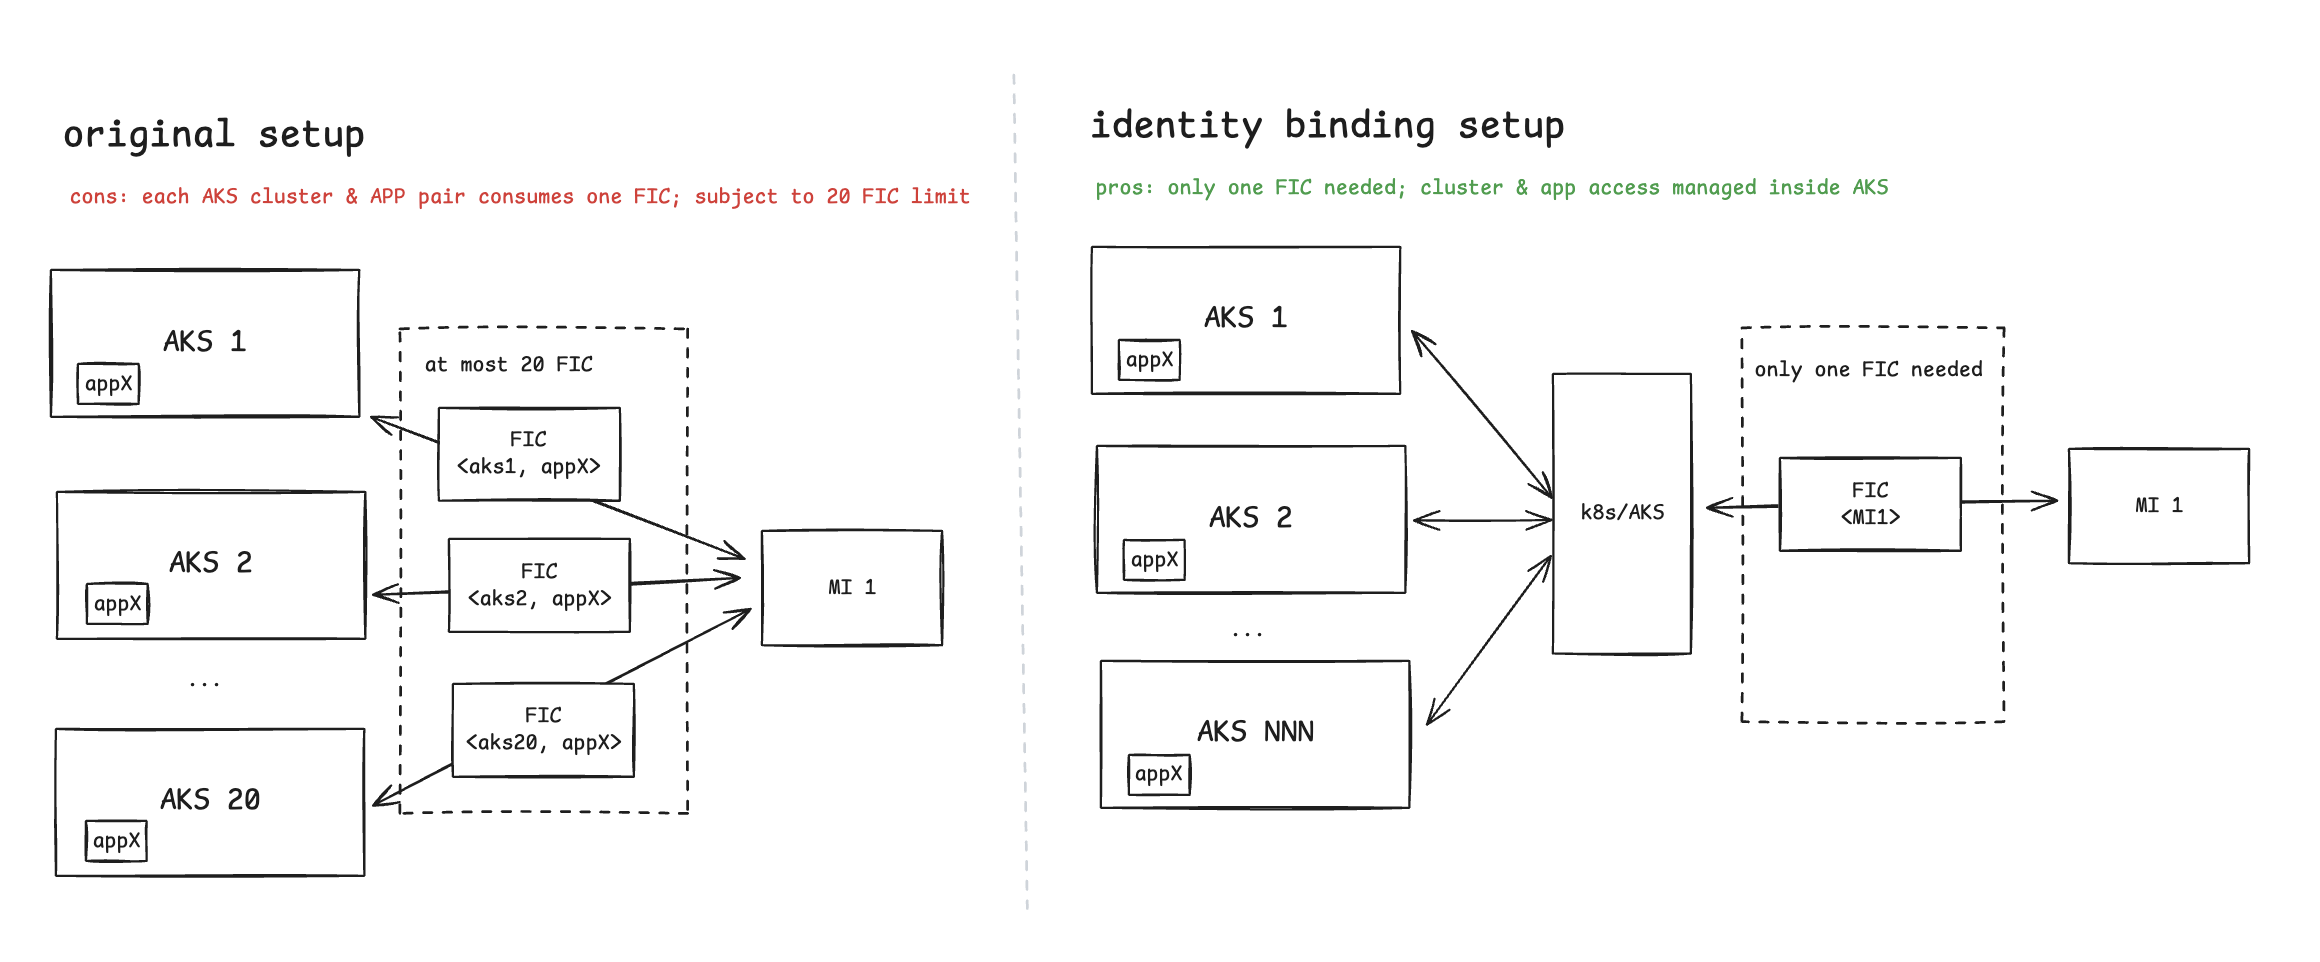 original setup
cons: each AKS cluster & APP pair consumes one FIC; subject to 20 FIC limit
AKS 1
appX
AKS 2
appX
...
AKS 20
appX
at most 20 FIC
FIC
<aks1, appX>
FIC
<aks2, appX>
FIC
<aks20, appX>
MI 1
identity binding setup
pros: only one FIC needed; cluster & app access managed inside AKS
AKS 1
appX
AKS 2
appX
...
AKS NNN
appX
k8s/AKS
only one FIC needed
FIC
<MI1>
MI 1